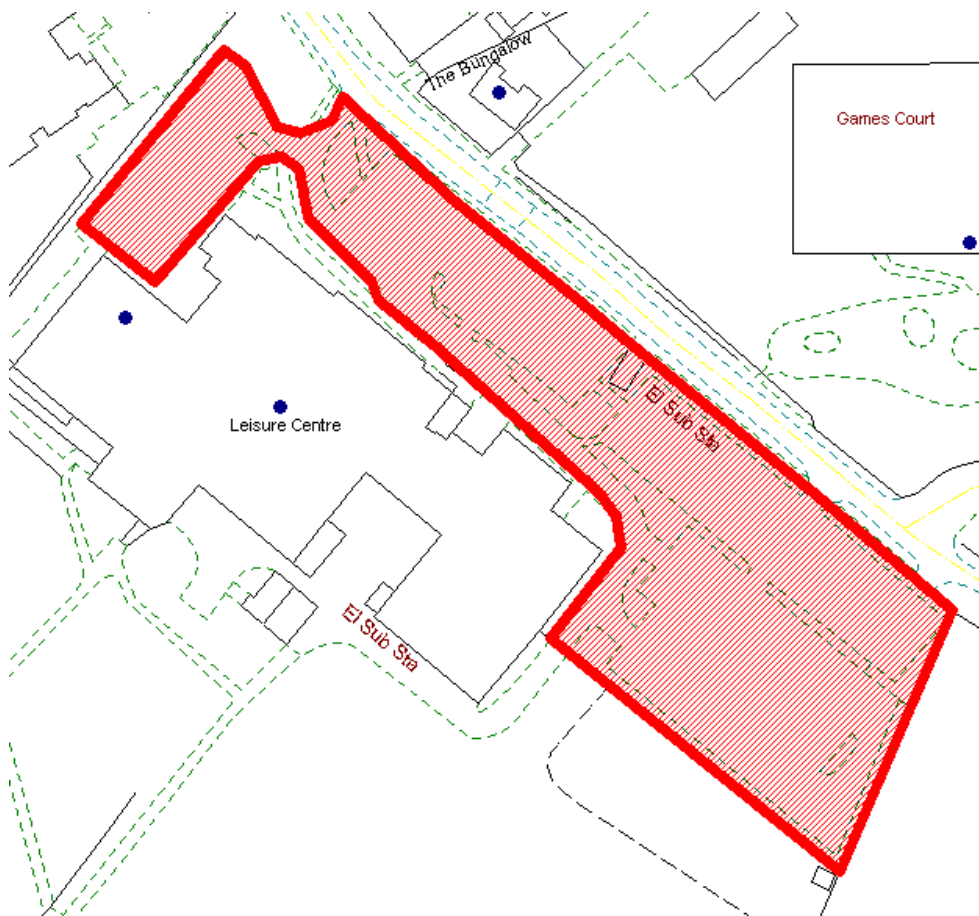 The Bungalow
Games Court
El Sub Sta
Leisure Centre
El Sub Sta